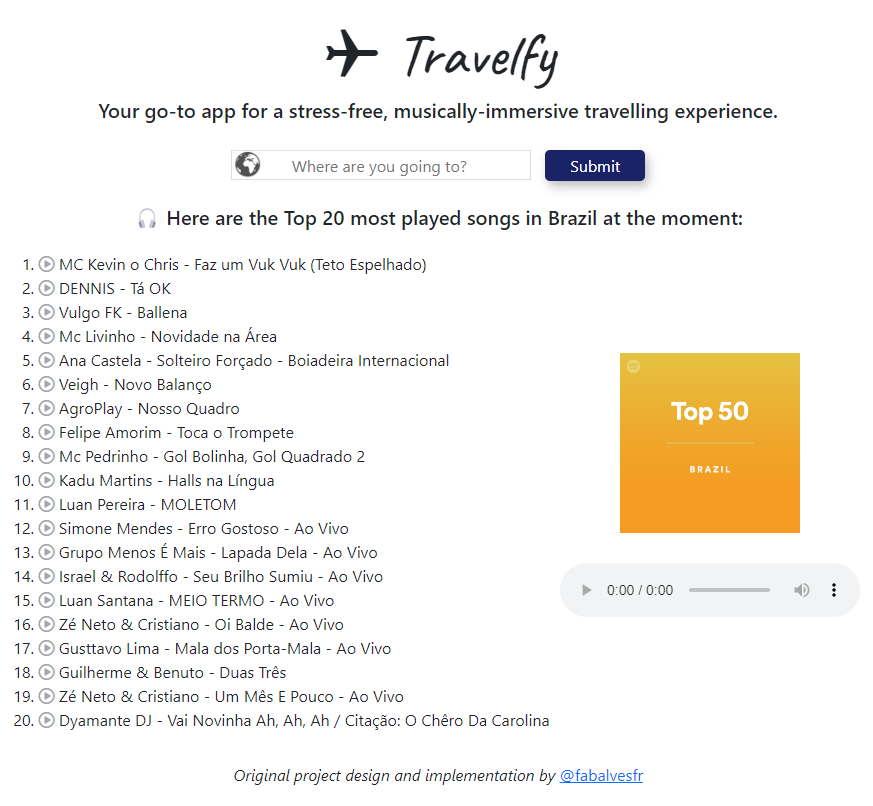 Travelfy
Your go-to app for a stress-free, musically-immersive travelling experience.
Where are you going to?
Submit
Here are the Top 20 most played songs in Brazil at the moment:
1. MC Kevin o Chris - Faz um Vuk Vuk (Teto Espelhado)
2. DENNIS - Tá OK
3. Vulgo FK - Ballena
4. Mc Livinho - Novidade na Área
5. Ana Castela - Solteiro Forçado - Boiadeira Internacional
6. Veigh - Novo Balanço
7. AgroPlay - Nosso Quadro
8. Felipe Amorim - Toca o Trompete
9. Mc Pedrinho - Gol Bolinha, Gol Quadrado 2
10. Kadu Martins - Halls na Língua
11. Luan Pereira - MOLETOM
12. Simone Mendes - Erro Gostoso - Ao Vivo
13. Grupo Menos É Mais - Lapada Dela - Ao Vivo
14. Israel & Rodolffo - Seu Brilho Sumiu - Ao Vivo
15. Luan Santana - MEIO TERMO - Ao Vivo
16. Zé Neto & Cristiano - Oi Balde - Ao Vivo
17. Gusttavo Lima - Mala dos Porta-Mala - Ao Vivo
18. Guilherme & Benuto - Duas Três
19. Zé Neto & Cristiano - Um Mês E Pouco - Ao Vivo
20. Dyamante DJ - Vai Novinha Ah, Ah, Ah / Citação: O Chêro Da Carolina
Top 50
BRAZIL
0:00 / 0:00
Original project design and implementation by @fabalvesfr